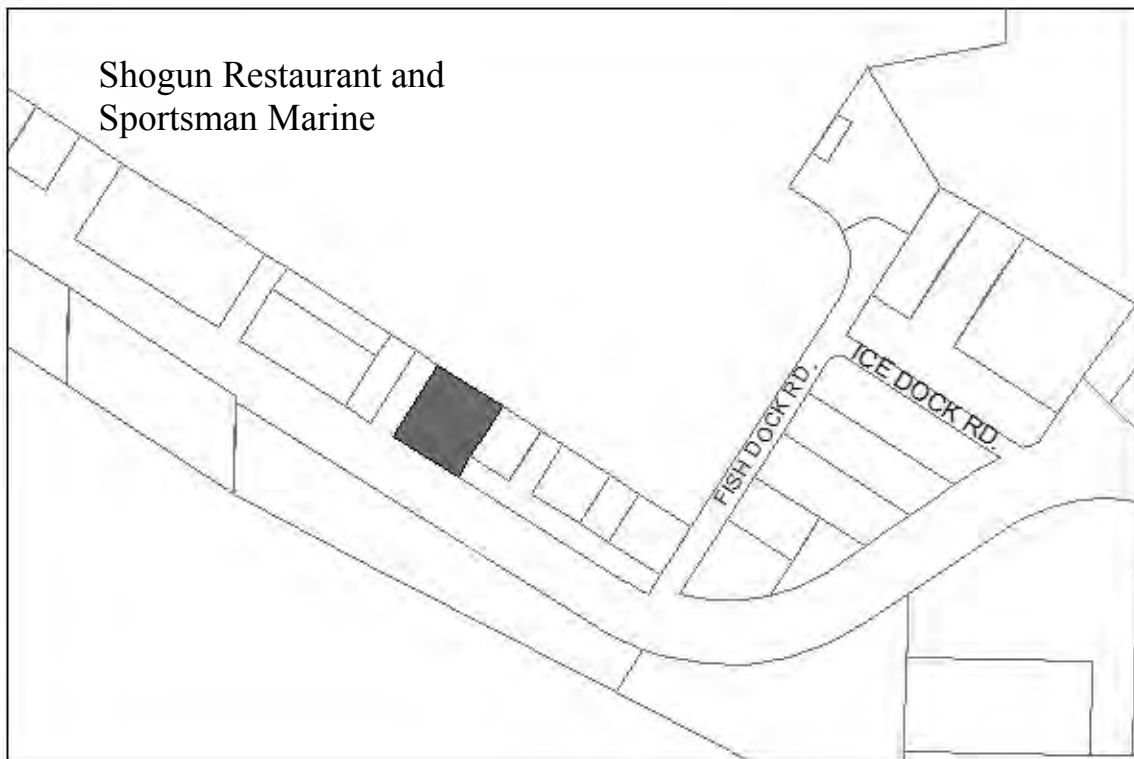 Shogun Restaurant and
Sportsman Marine
ICE DOCK RD.
FISH DOCK RD.